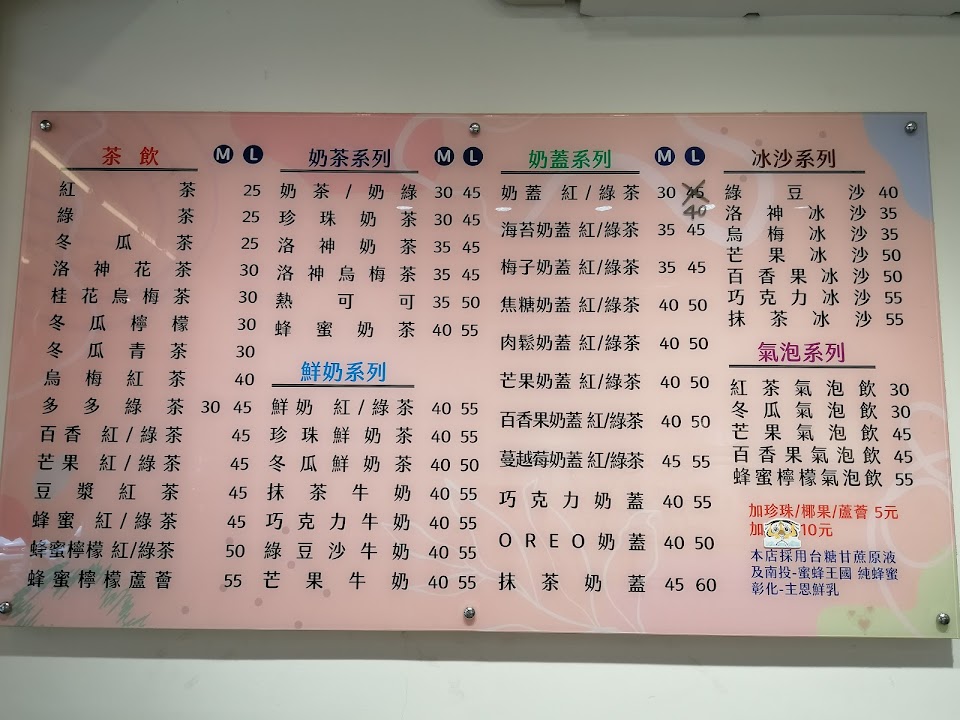 茶飲 M L
紅茶 25
綠茶 25
冬瓜茶 25
洛神花茶 30
桂花烏梅茶 30
冬瓜檸檬 30
冬瓜青茶 30
烏梅紅茶 40
多多綠茶 30 45
百香 紅/綠茶 45
芒果 紅/綠茶 45
豆漿紅茶 45
蜂蜜 紅/綠茶 45
蜂蜜檸檬 紅/綠茶 50
蜂蜜檸檬蘆薈 55
奶茶系列 M L
奶茶/奶綠 30 45
珍珠奶茶 30 45
洛神奶茶 35 45
洛神烏梅茶 35 45
熱可可 35 50
蜂蜜奶茶 40 55
鮮奶系列
鮮奶 紅/綠茶 40 55
珍珠鮮奶茶 40 55
冬瓜鮮奶茶 40 50
抹茶牛奶 40 55
巧克力牛奶 40 55
綠豆沙牛奶 40 55
芒果牛奶 40 55
奶蓋系列 M L
奶蓋 紅/綠茶 30 45
40
海苔奶蓋 紅/綠茶 35 45
梅子奶蓋 紅/綠茶 35 45
焦糖奶蓋 紅/綠茶 40 50
肉鬆奶蓋 紅/綠茶 40 50
芒果奶蓋 紅/綠茶 40 50
百香果奶蓋 紅/綠茶 40 50
蔓越莓奶蓋 紅/綠茶 45 55
巧克力奶蓋 40 55
OREO奶蓋 40 50
抹茶奶蓋 45 60
冰沙系列
綠豆沙 40
洛神冰沙 35
烏梅冰沙 35
芒果冰沙 50
百香果冰沙 50
巧克力冰沙 55
抹茶冰沙 55
氣泡系列
紅茶氣泡飲 30
冬瓜氣泡飲 30
芒果氣泡飲 45
百香果氣泡飲 45
蜂蜜檸檬氣泡飲 55
加珍珠/椰果/蘆薈 5元
加 10元
本店採用台糖甘蔗原液
及南投-蜜蜂王國 純蜂蜜
彰化-主恩鮮乳